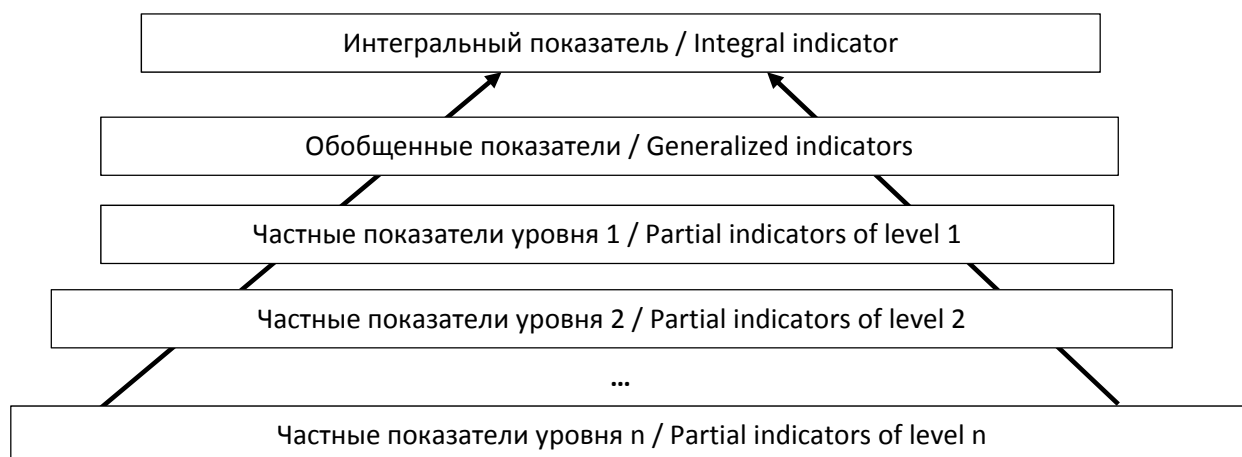 Интегральный показатель / Integral indicator
Обобщенные показатели / Generalized indicators
Частные показатели уровня 1 / Partial indicators of level 1
Частные показатели уровня 2 / Partial indicators of level 2
...
Частные показатели уровня n / Partial indicators of level n